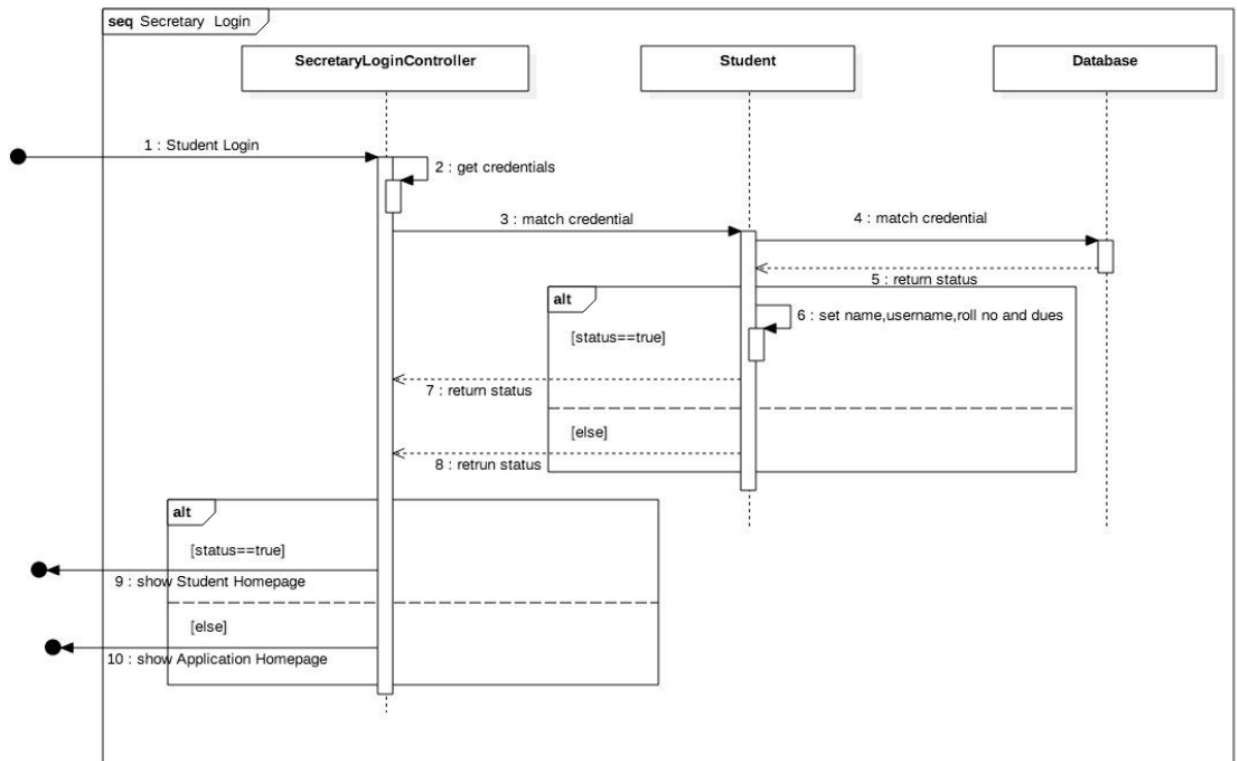 seq Secretary Login
SecretaryLoginController
Student
Database
1 : Student Login
2 : get credentials
3 : match credential
4 : match credential
5 : return status
alt
6 : set name,username,roll no and dues
[status==true]
7 : return status
[else]
8 : retrun status
alt
[status==true]
9 : show Student Homepage
[else]
10 : show Application Homepage